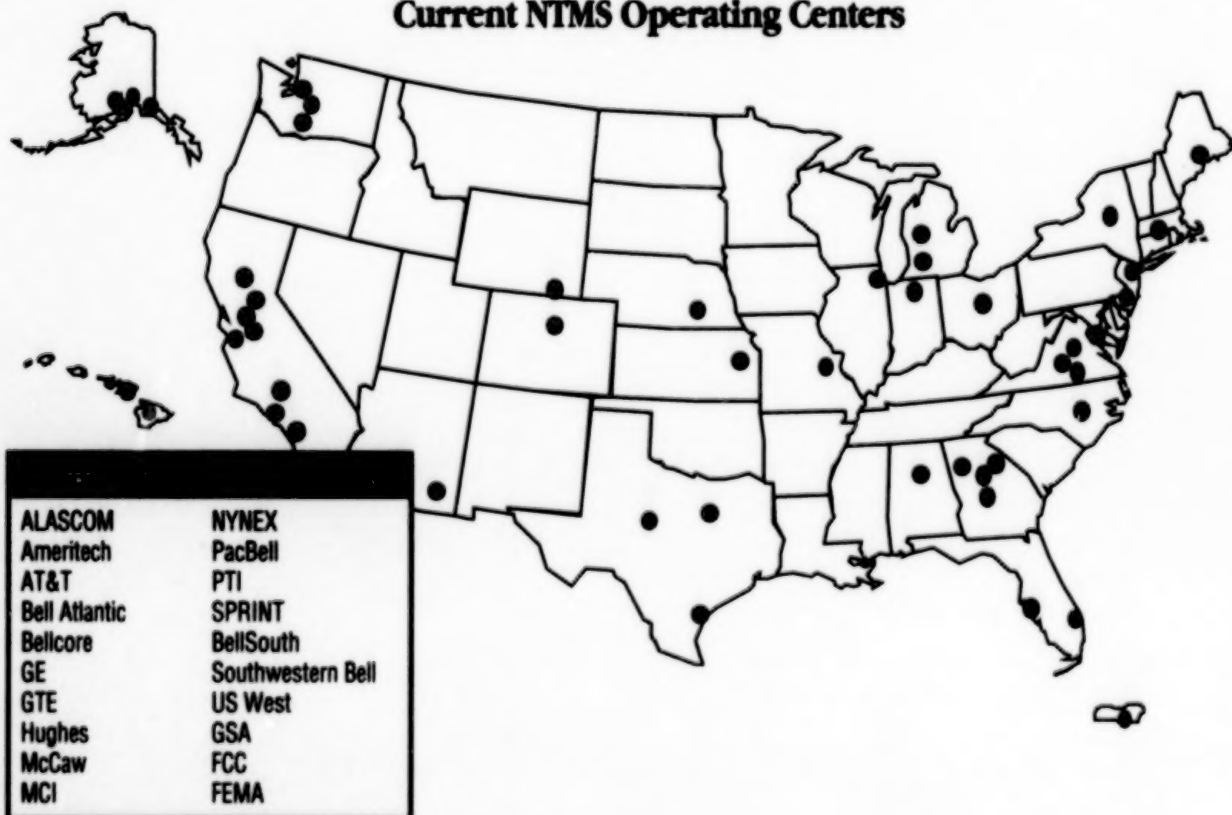 Current NTMS Operating Centers
ALASCOM
Ameritech
AT&T
Bell Atlantic
Bellcore
GE
GTE
Hughes
McCaw
MCI
NYNEX
PacBell
PTI
SPRINT
BellSouth
Southwestern Bell
US West
GSA
FCC
FEMA